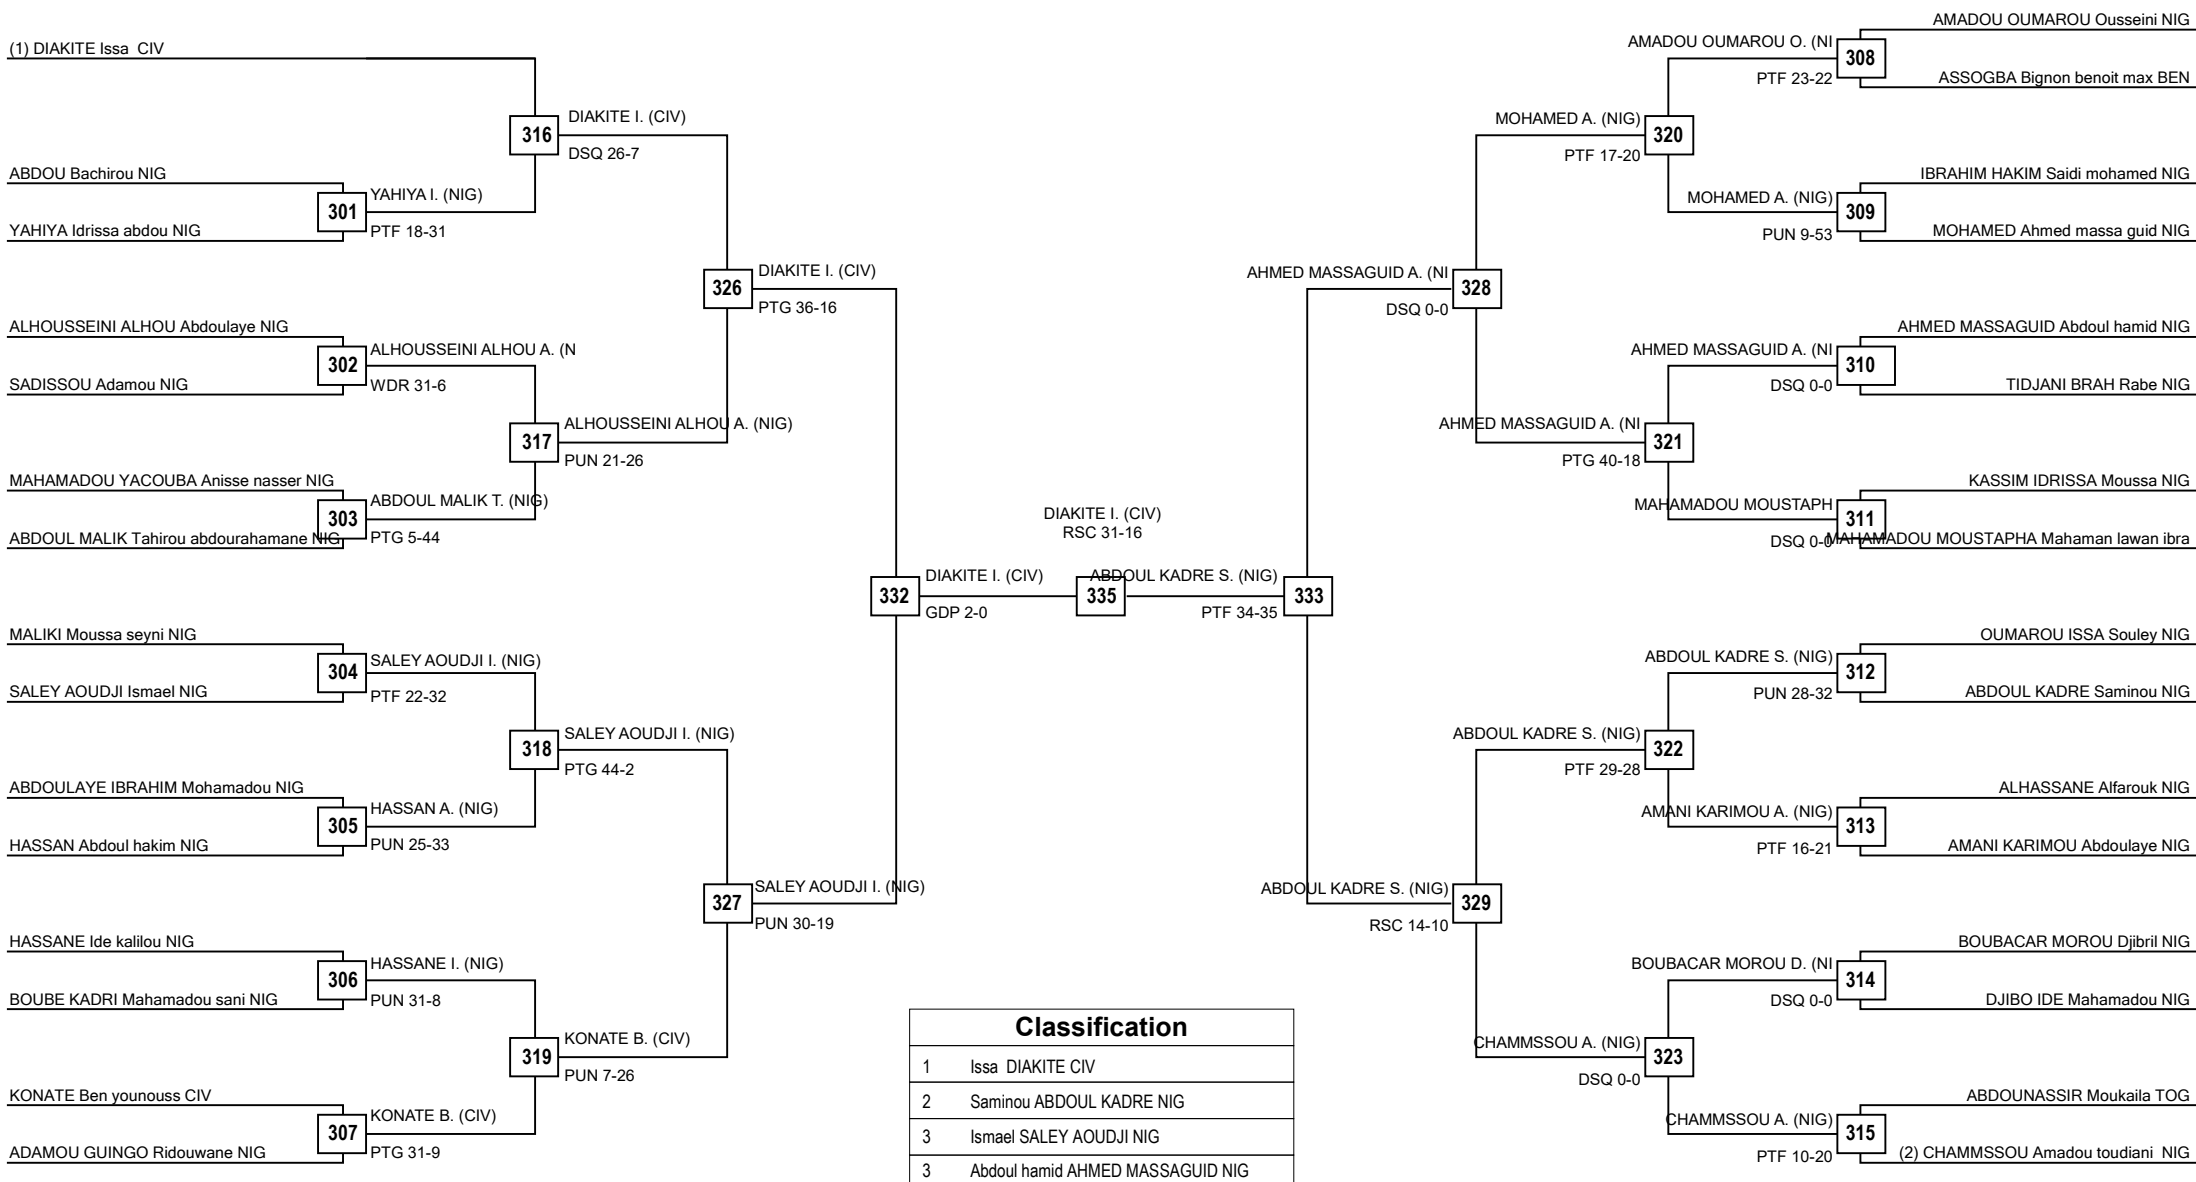 (1) DIAKITE Issa  CIV
316
DIAKITE I. (CIV)
DSQ 26-7
ABDOU Bachirou NIG
301
YAHIYA I. (NIG)
YAHIYA Idrissa abdou NIG
PTF 18-31
326
DIAKITE I. (CIV)
PTG 36-16
ALHOUSSEINI ALHOU Abdoulaye NIG
302
ALHOUSSEINI ALHOU A. (N
SADISSOU Adamou NIG
WDR 31-6
317
ALHOUSSEINI ALHOU A. (NIG)
PUN 21-26
MAHAMADOU YACOUBA Anisse nasser NIG
303
ABDOUL MALIK T. (NIG)
ABDOUL MALIK Tahirou abdourahamane NIG
PTG 5-44
332
DIAKITE I. (CIV)
GDP 2-0
MALIKI Moussa seyni NIG
304
SALEY AOUDJI I. (NIG)
SALEY AOUDJI Ismael NIG
PTF 22-32
318
SALEY AOUDJI I. (NIG)
PTG 44-2
ABDOULAYE IBRAHIM Mohamadou NIG
305
HASSAN A. (NIG)
HASSAN Abdoul hakim NIG
PUN 25-33
327
SALEY AOUDJI I. (NIG)
PUN 30-19
HASSANE Ide kalilou NIG
306
HASSANE I. (NIG)
BOUBE KADRI Mahamadou sani NIG
PUN 31-8
319
KONATE B. (CIV)
PUN 7-26
KONATE Ben younouss CIV
307
KONATE B. (CIV)
ADAMOU GUINGO Ridouwane NIG
PTG 31-9
DIAKITE I. (CIV)
RSC 31-16
335
ABDOUL KADRE S. (NIG)
333
PTF 34-35
AMADOU OUMAROU Ousseini NIG
AMADOU OUMAROU O. (NI
308
PTF 23-22
ASSOGBA Bignon benoit max BEN
MOHAMED A. (NIG)
320
PTF 17-20
IBRAHIM HAKIM Saidi mohamed NIG
MOHAMED A. (NIG)
309
PUN 9-53
MOHAMED Ahmed massa guid NIG
AHMED MASSAGUID A. (NI
328
DSQ 0-0
AHMED MASSAGUID Abdoul hamid NIG
AHMED MASSAGUID A. (NI
310
DSQ 0-0
TIDJANI BRAH Rabe NIG
AHMED MASSAGUID A. (NI
321
PTG 40-18
KASSIM IDRISSA Moussa NIG
MAHAMADOU MOUSTAPH
311
DSQ 0-0
MAHAMADOU MOUSTAPHA Mahaman lawan ibra
OUMAROU ISSA Souley NIG
ABDOUL KADRE S. (NIG)
312
PUN 28-32
ABDOUL KADRE Saminou NIG
ABDOUL KADRE S. (NIG)
322
PTF 29-28
ALHASSANE Alfarouk NIG
AMANI KARIMOU A. (NIG)
313
PTF 16-21
AMANI KARIMOU Abdoulaye NIG
ABDOUL KADRE S. (NIG)
329
RSC 14-10
BOUBACAR MOROU Djibril NIG
BOUBACAR MOROU D. (NI
314
DSQ 0-0
DJIBO IDE Mahamadou NIG
CHAMMSSOU A. (NIG)
323
DSQ 0-0
ABDOUNASSIR Moukaila TOG
CHAMMSSOU A. (NIG)
315
PTF 10-20
(2) CHAMMSSOU Amadou toudiani  NIG
Classification
1 Issa  DIAKITE CIV
2 Saminou ABDOUL KADRE NIG
3 Ismael SALEY AOUDJI NIG
3 Abdoul hamid AHMED MASSAGUID NIG